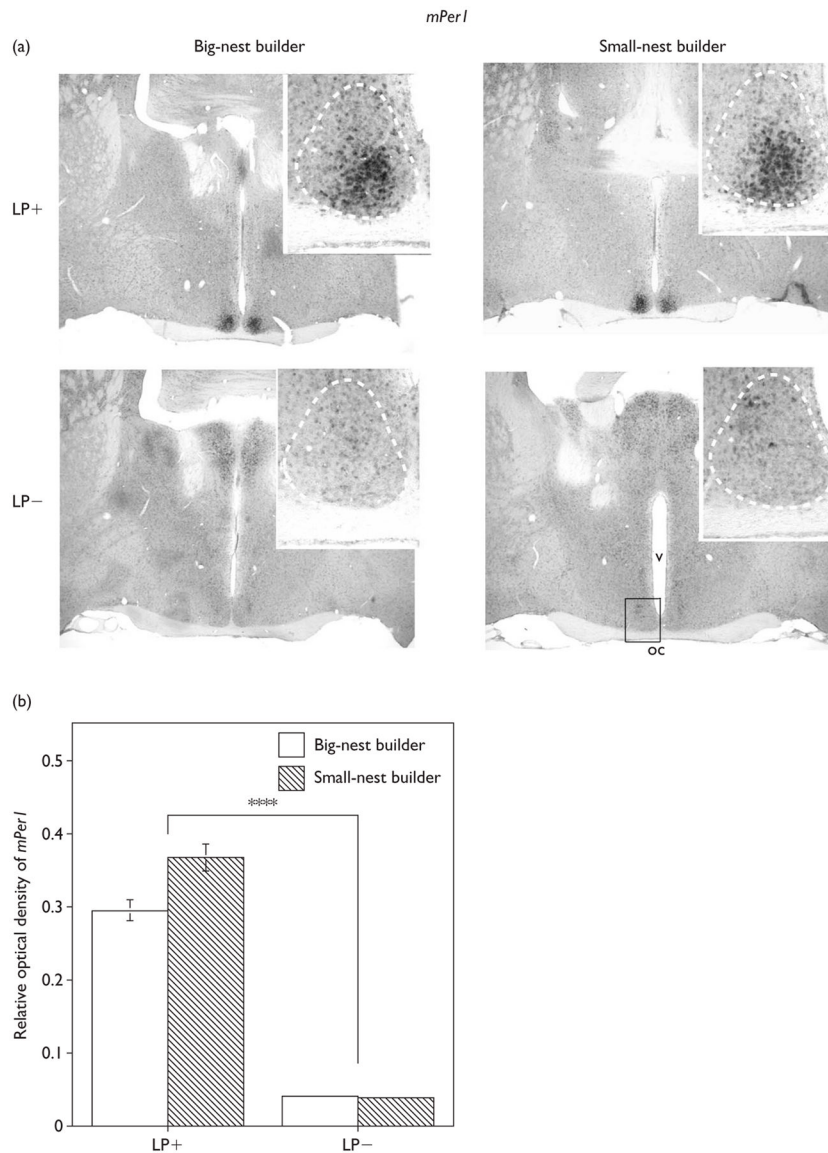 mPer1
(a)
Big-nest builder
Small-nest builder
LP+
LP−
V
OC
(b)
Big-nest builder
Small-nest builder
****
0.5
0.4
0.3
0.2
0.1
0
Relative optical density of mPer1
LP+
LP−